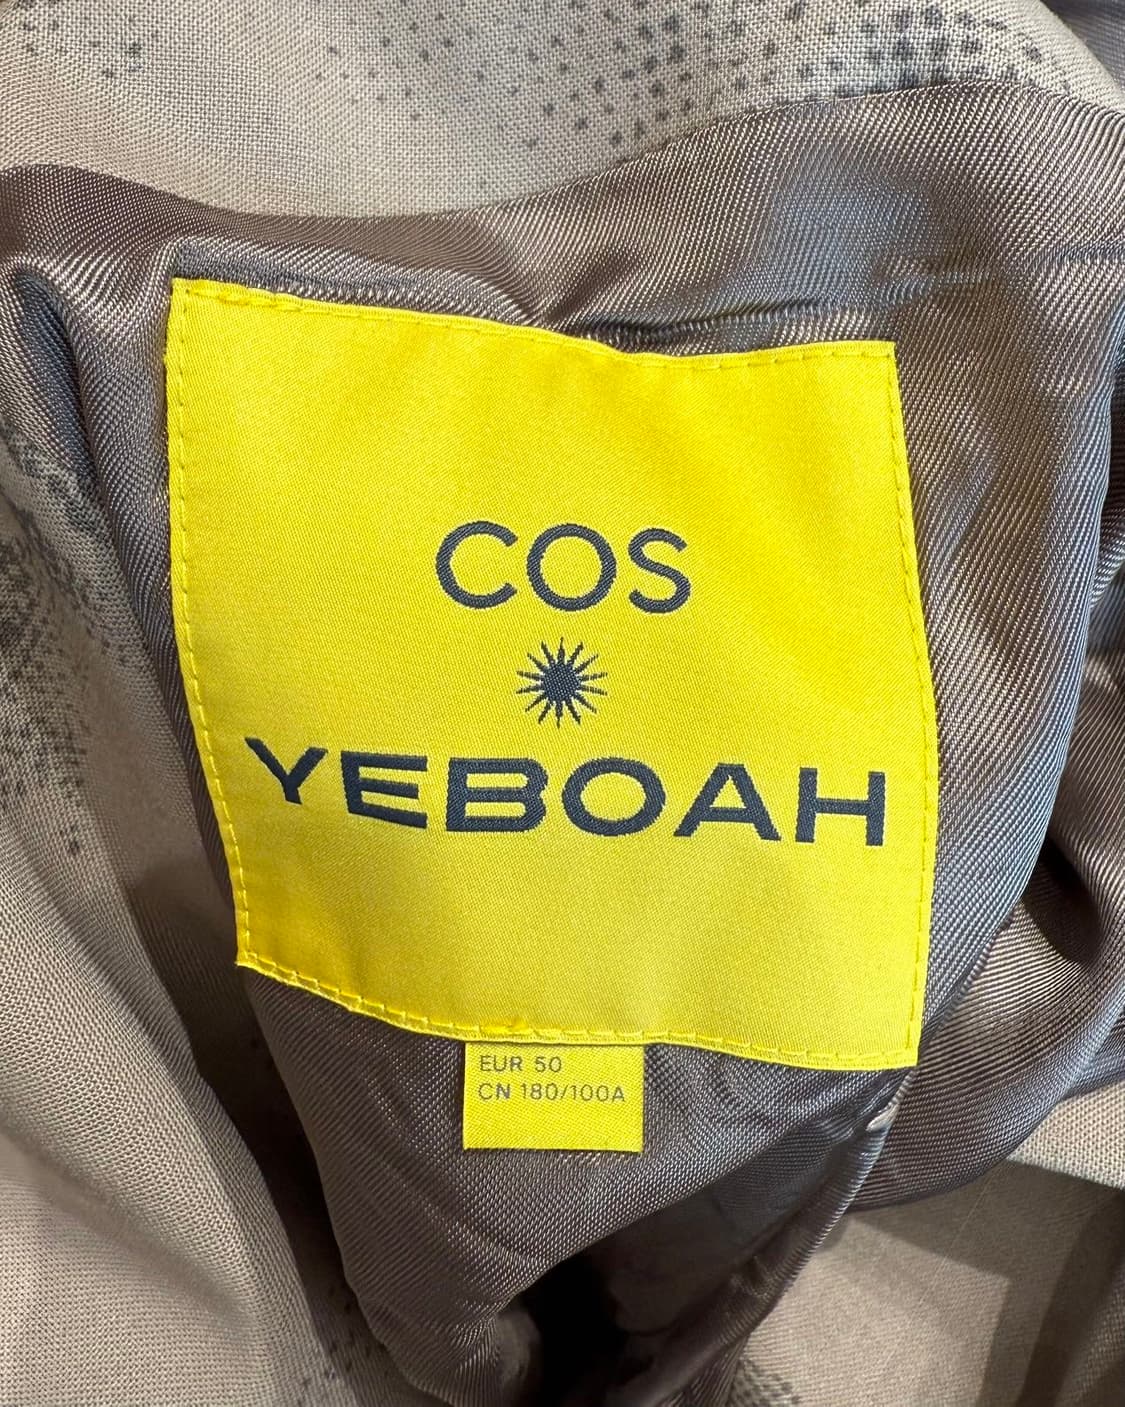 COS
YEBOAH
EUR 50
CN 180/100A